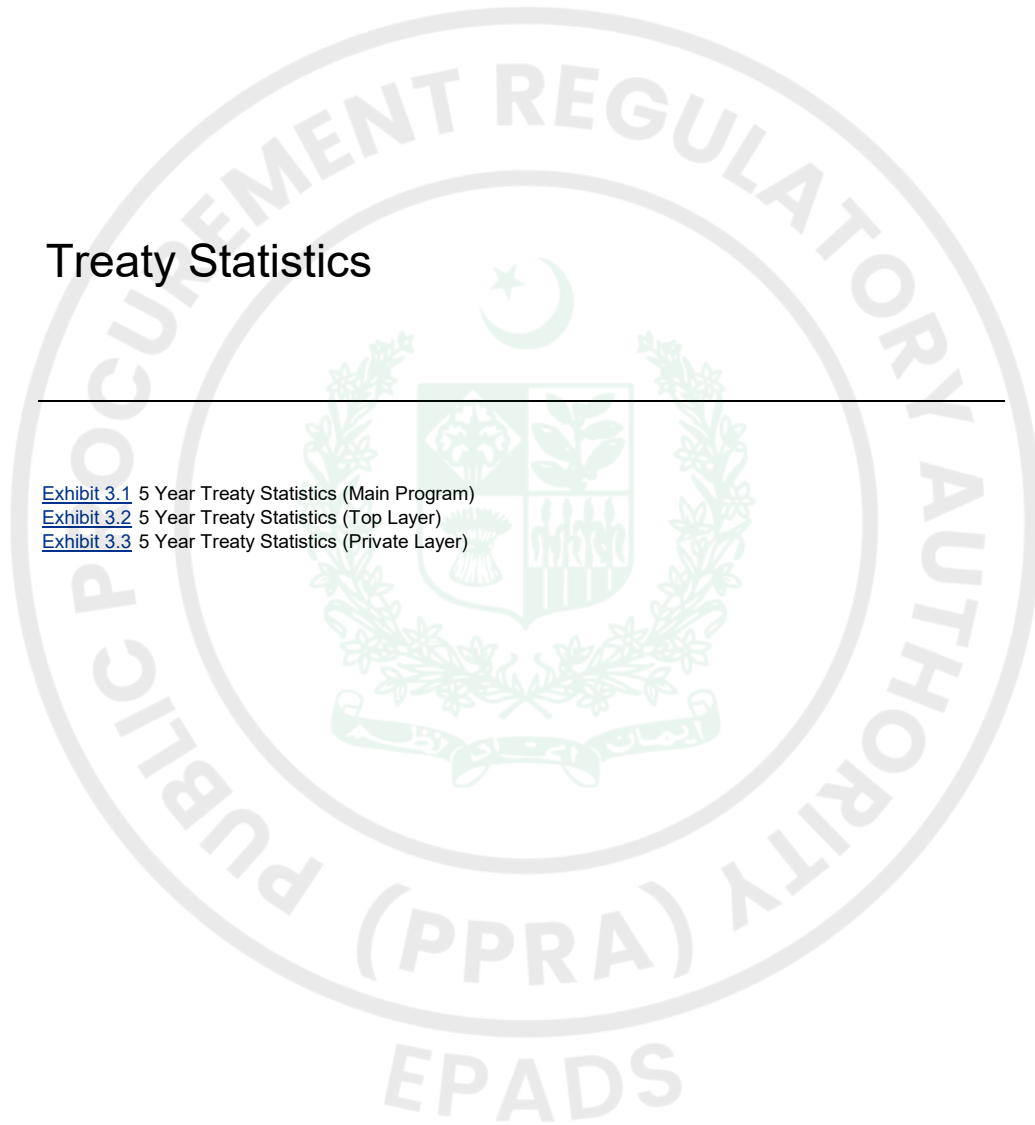 Treaty Statistics
Exhibit 3.1 5 Year Treaty Statistics (Main Program)
Exhibit 3.2 5 Year Treaty Statistics (Top Layer)
Exhibit 3.3 5 Year Treaty Statistics (Private Layer)
PUBLIC PROCUREMENT REGULATORY AUTHORITY
(PPRA)
EPADS